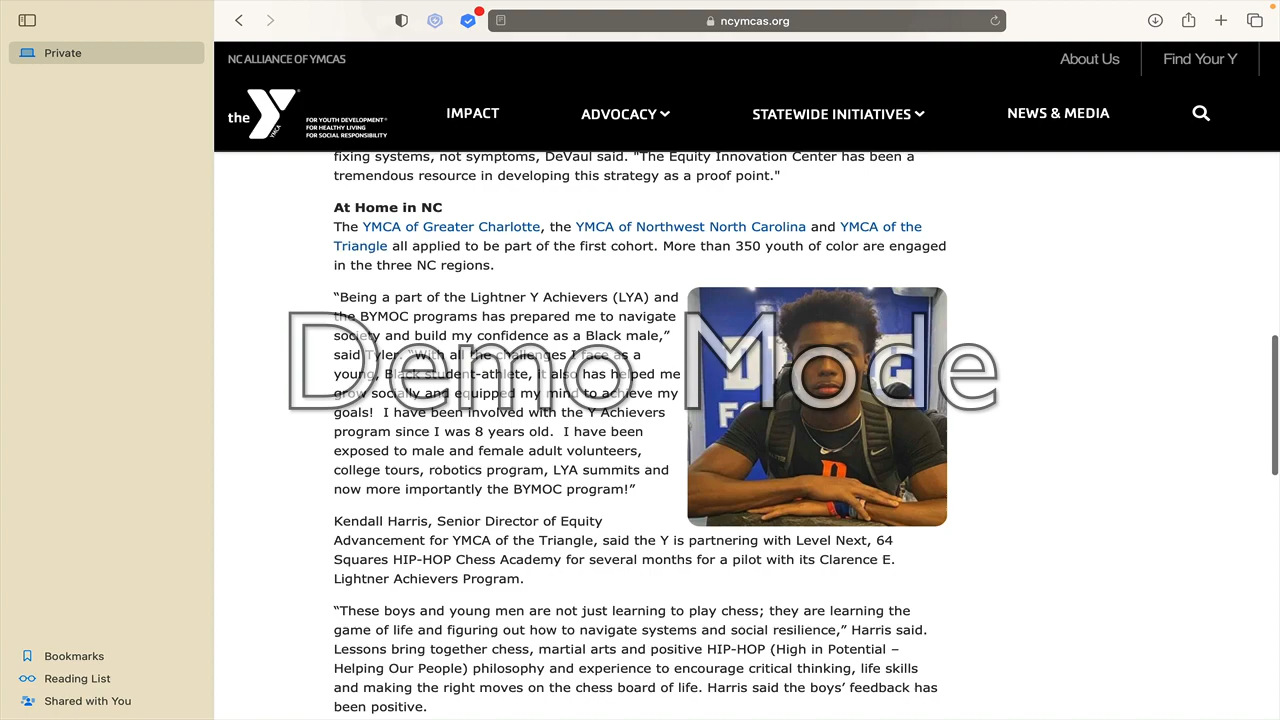 ncymcas.org
Private
NC ALLIANCE OF YMCAS
About Us
Find Your Y
the YMCA
FOR YOUTH DEVELOPMENT®
FOR HEALTHY LIVING
FOR SOCIAL RESPONSIBILITY
IMPACT
ADVOCACY
STATEWIDE INITIATIVES
NEWS & MEDIA
fixing systems, not symptoms, DeVaul said. "The Equity Innovation Center has been a
tremendous resource in developing this strategy as a proof point."
At Home in NC
The YMCA of Greater Charlotte, the YMCA of Northwest North Carolina and YMCA of the
Triangle all applied to be part of the first cohort. More than 350 youth of color are engaged
in the three NC regions.
“Being a part of the Lightner Y Achievers (LYA) and
the BYMOC programs has prepared me to navigate
society and build my confidence as a Black male,”
said Tyler. “With all the challenges I face as a
young, Black student-athlete, it also has helped me
grow socially and equipped my mind to achieve my
goals!  I have been involved with the Y Achievers
program since I was 8 years old.  I have been
exposed to male and female adult volunteers,
college tours, robotics program, LYA summits and
now more importantly the BYMOC program!”
Demo Mode
Kendall Harris, Senior Director of Equity
Advancement for YMCA of the Triangle, said the Y is partnering with Level Next, 64
Squares HIP-HOP Chess Academy for several months for a pilot with its Clarence E.
Lightner Achievers Program.
“These boys and young men are not just learning to play chess; they are learning the
game of life and figuring out how to navigate systems and social resilience,” Harris said.
Lessons bring together chess, martial arts and positive HIP-HOP (High in Potential –
Helping Our People) philosophy and experience to encourage critical thinking, life skills
and making the right moves on the chess board of life. Harris said the boys’ feedback has
been positive.
Bookmarks
Reading List
Shared with You